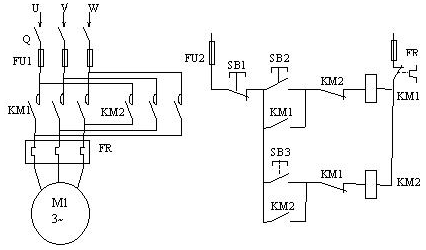 U V W
Q
FU1
KM1
KM2
FR
M1
3~
FU2
SB1
SB2
KM2
FR
KM1
KM1
SB3
KM1
KM2
KM2